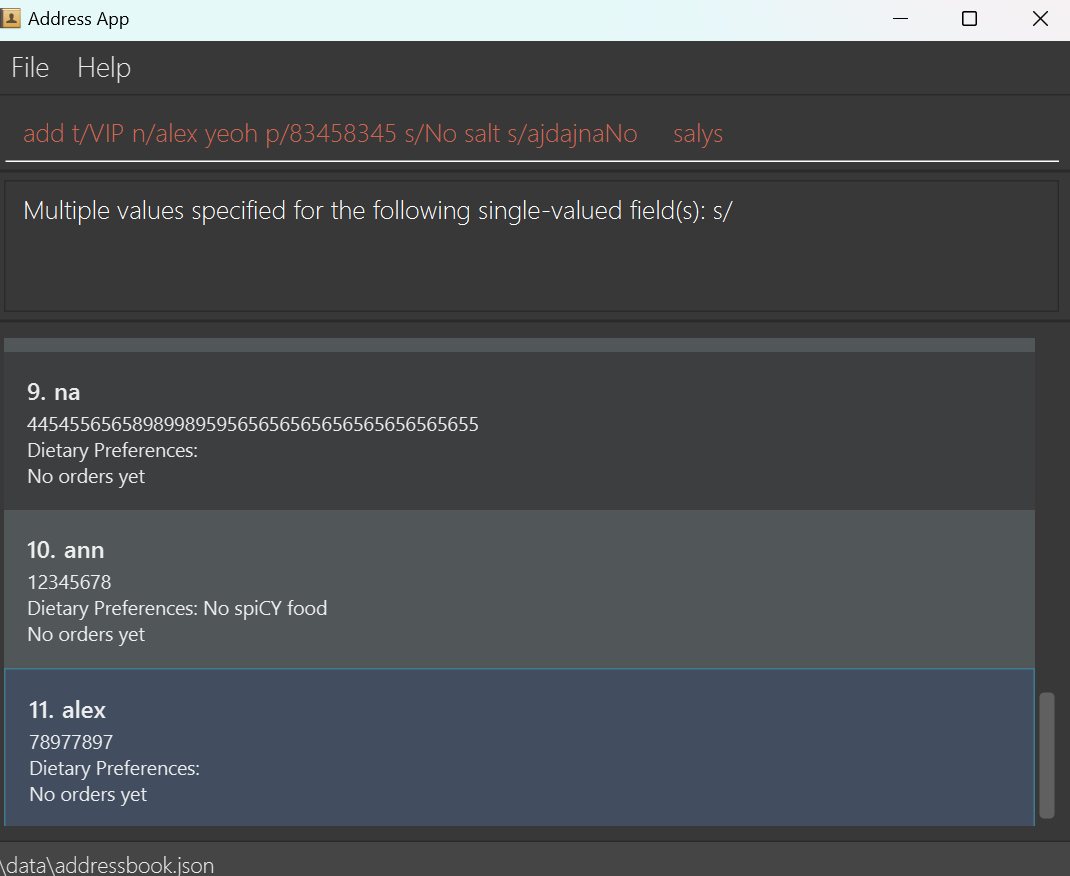 Address App
File Help
add t/VIP n/alex yeoh p/83458345 s/No salt s/ajdajnaNo salys
Multiple values specified for the following single-valued field(s): s/
9. na
Dietary Preferences:
No orders yet
10. ann
12345678
Dietary Preferences: No spiCY food
No orders yet
11. alex
78977897
Dietary Preferences:
No orders yet
\data\addressbook.json